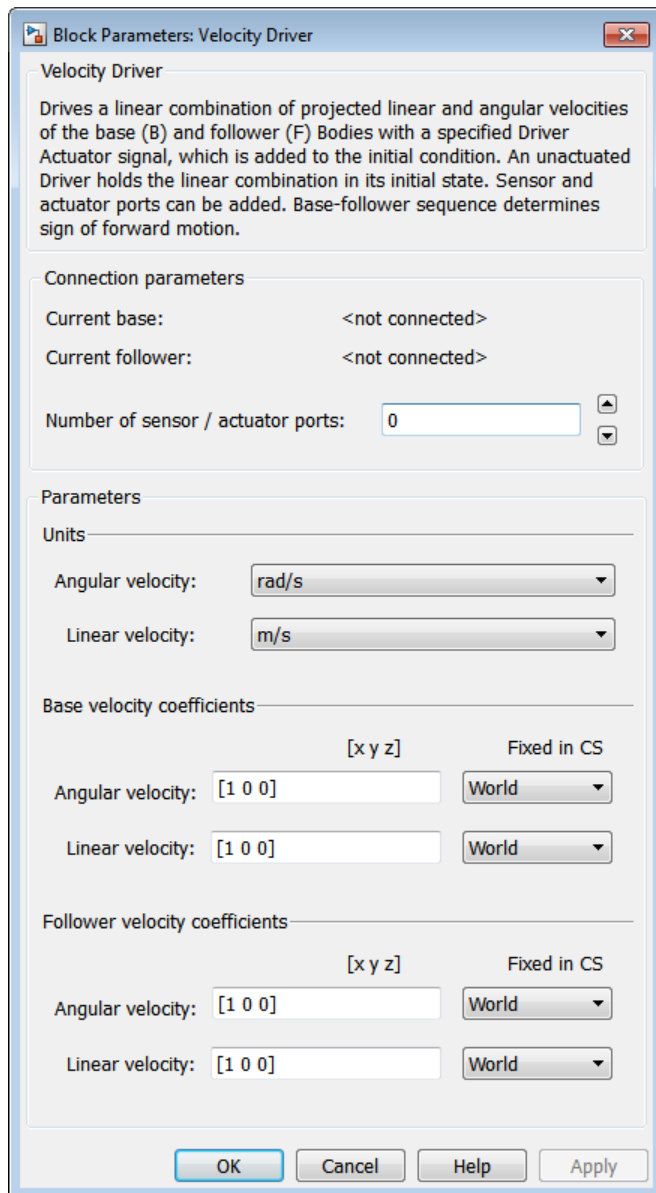 Block Parameters: Velocity Driver
Velocity Driver
Drives a linear combination of projected linear and angular velocities
of the base (B) and follower (F) Bodies with a specified Driver
Actuator signal, which is added to the initial condition. An unactuated
Driver holds the linear combination in its initial state. Sensor and
actuator ports can be added. Base-follower sequence determines
sign of forward motion.
Connection parameters
Current base: <not connected>
Current follower: <not connected>
Number of sensor / actuator ports: 0
Parameters
Units
Angular velocity: rad/s
Linear velocity: m/s
Base velocity coefficients
[x y z] Fixed in CS
Angular velocity: [1 0 0] World
Linear velocity: [1 0 0] World
Follower velocity coefficients
[x y z] Fixed in CS
Angular velocity: [1 0 0] World
Linear velocity: [1 0 0] World
OK Cancel Help Apply